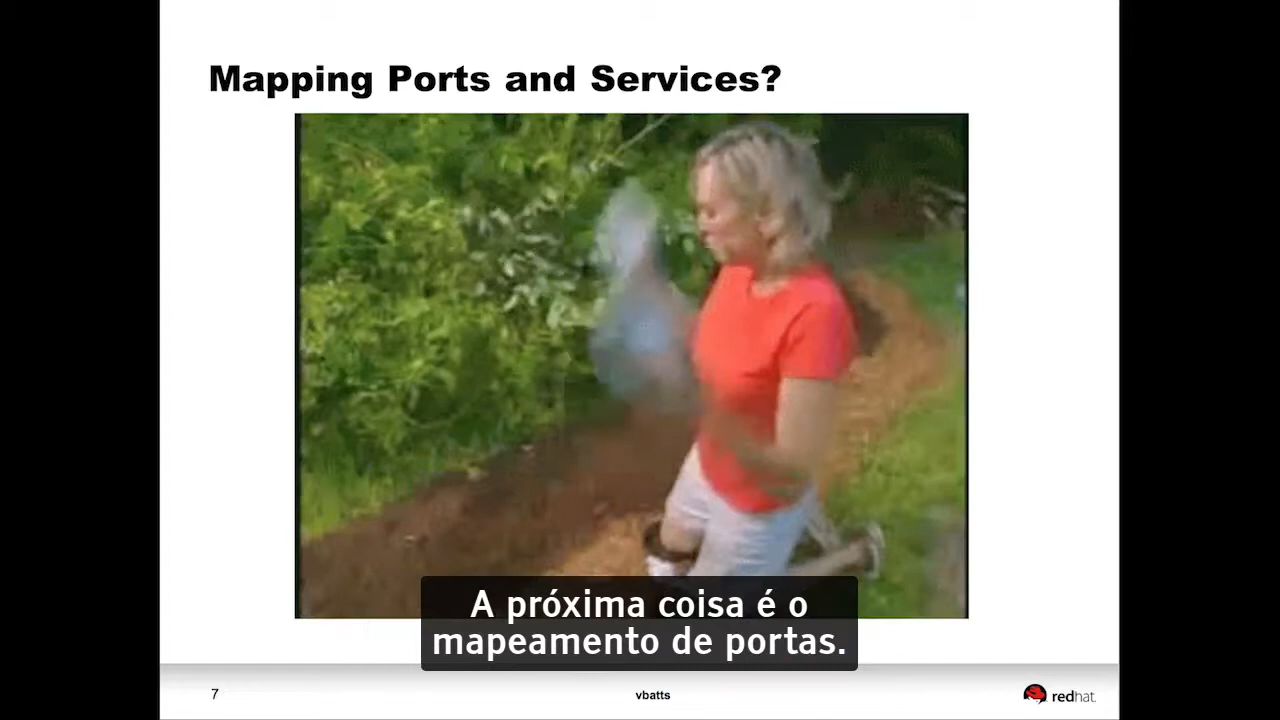 Mapping Ports and Services?
A próxima coisa é o
mapeamento de portas.
7
vbatts
redhat.